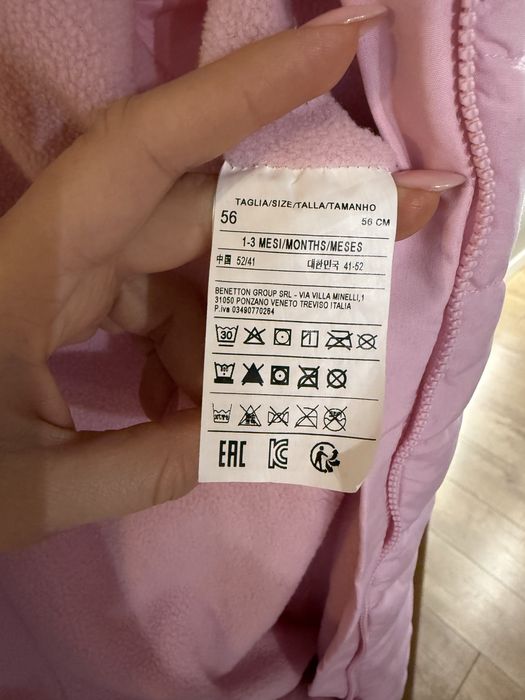 TAGLIA/SIZE/TALLA/TAMANHO
56 56 CM
1-3 MESI/MONTHS/MESES
中国 52/41 대한민국 41-52
BENETTON GROUP SRL - VIA VILLA MINELLI,1
31050 PONZANO VENETO TREVISO ITALIA
P.iva 03490770264
30
EAC